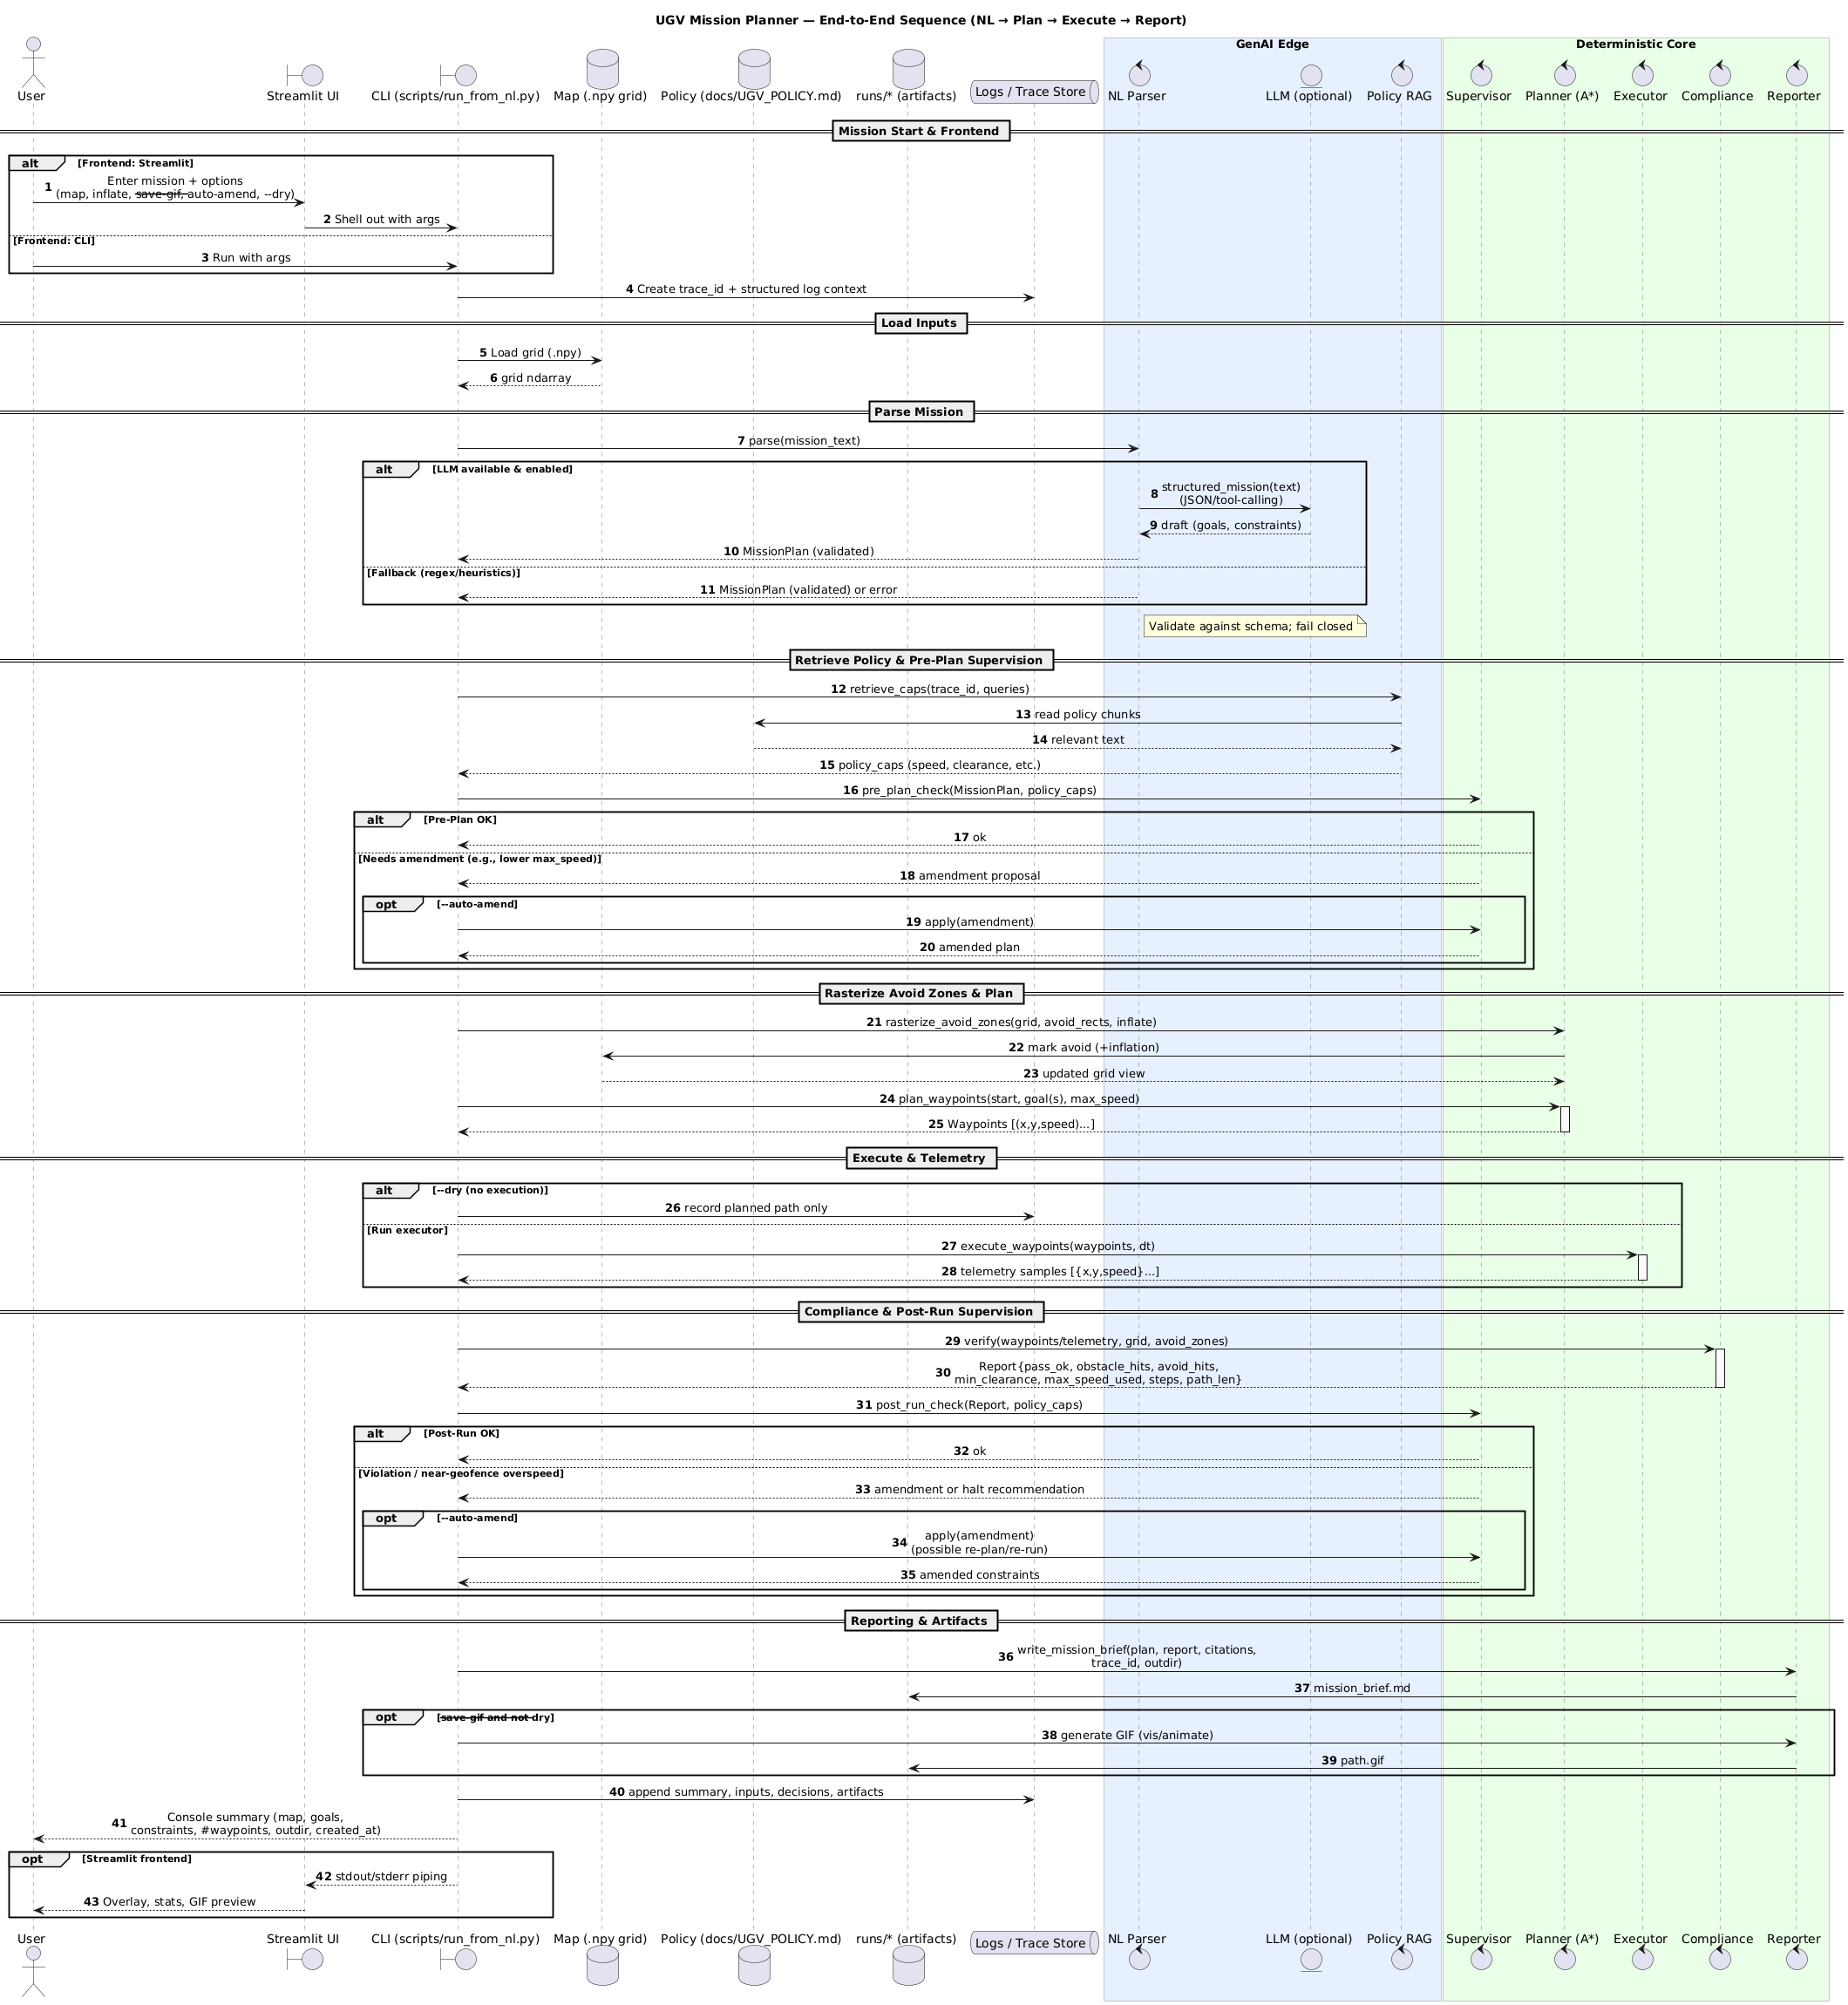 UGV Mission Planner — End-to-End Sequence (NL → Plan → Execute → Report)
GenAI Edge
Deterministic Core
User
Streamlit UI
CLI (scripts/run_from_nl.py)
Map (.npy grid)
Policy (docs/UGV_POLICY.md)
runs/* (artifacts)
Logs / Trace Store
NL Parser
LLM (optional)
Policy RAG
Supervisor
Planner (A*)
Executor
Compliance
Reporter
Mission Start & Frontend
alt [Frontend: Streamlit]
1 Enter mission + options
(map, inflate, save-gif, auto-amend, --dry)
2 Shell out with args
[Frontend: CLI]
3 Run with args
4 Create trace_id + structured log context
Load Inputs
5 Load grid (.npy)
6 grid ndarray
Parse Mission
7 parse(mission_text)
alt [LLM available & enabled]
8 structured_mission(text)
(JSON/tool-calling)
9 draft (goals, constraints)
10 MissionPlan (validated)
[Fallback (regex/heuristics)]
11 MissionPlan (validated) or error
Validate against schema; fail closed
Retrieve Policy & Pre-Plan Supervision
12 retrieve_caps(trace_id, queries)
13 read policy chunks
14 relevant text
15 policy_caps (speed, clearance, etc.)
16 pre_plan_check(MissionPlan, policy_caps)
alt [Pre-Plan OK]
17 ok
[Needs amendment (e.g., lower max_speed)]
18 amendment proposal
opt [--auto-amend]
19 apply(amendment)
20 amended plan
Rasterize Avoid Zones & Plan
21 rasterize_avoid_zones(grid, avoid_rects, inflate)
22 mark avoid (+inflation)
23 updated grid view
24 plan_waypoints(start, goal(s), max_speed)
25 Waypoints [(x,y,speed)...]
Execute & Telemetry
alt [--dry (no execution)]
26 record planned path only
[Run executor]
27 execute_waypoints(waypoints, dt)
28 telemetry samples [{x,y,speed}...]
Compliance & Post-Run Supervision
29 verify(waypoints/telemetry, grid, avoid_zones)
30 Report{pass_ok, obstacle_hits, avoid_hits,
min_clearance, max_speed_used, steps, path_len}
31 post_run_check(Report, policy_caps)
alt [Post-Run OK]
32 ok
[Violation / near-geofence overspeed]
33 amendment or halt recommendation
opt [--auto-amend]
34 apply(amendment)
(possible re-plan/re-run)
35 amended constraints
Reporting & Artifacts
36 write_mission_brief(plan, report, citations,
trace_id, outdir)
37 mission_brief.md
opt [save-gif and not dry]
38 generate GIF (vis/animate)
39 path.gif
40 append summary, inputs, decisions, artifacts
41 Console summary (map, goals,
constraints, #waypoints, outdir, created_at)
opt [Streamlit frontend]
42 stdout/stderr piping
43 Overlay, stats, GIF preview
User
Streamlit UI
CLI (scripts/run_from_nl.py)
Map (.npy grid)
Policy (docs/UGV_POLICY.md)
runs/* (artifacts)
Logs / Trace Store
NL Parser
LLM (optional)
Policy RAG
Supervisor
Planner (A*)
Executor
Compliance
Reporter